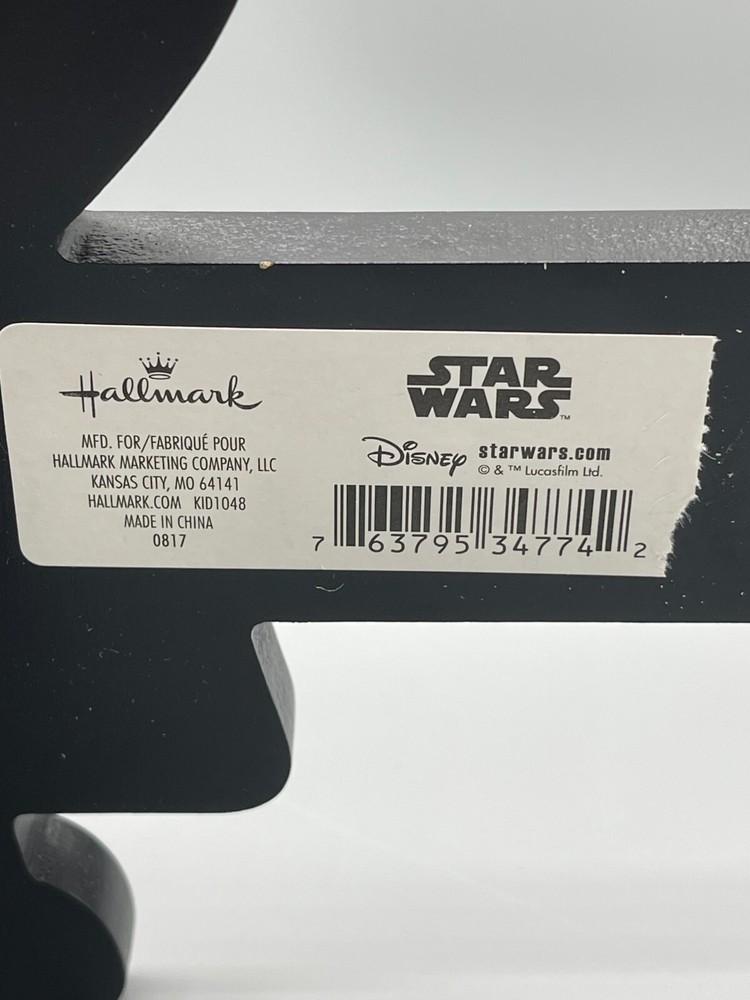 Hallmark
MFD. FOR/FABRIQUÉ POUR
HALLMARK MARKETING COMPANY, LLC
KANSAS CITY, MO 64141
HALLMARK.COM KID1048
MADE IN CHINA
0817
STAR
WARS™
Disney starwars.com
© & ™ Lucasfilm Ltd.
7 63795 34774 2